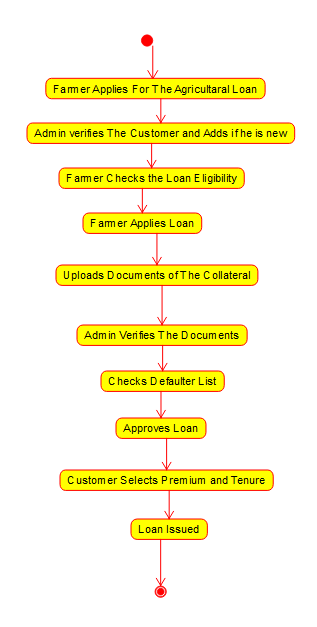 Farmer Applies For The Agricultaral Loan
Admin verifies The Customer and Adds if he is new
Farmer Checks the Loan Eligibility
Farmer Applies Loan
Uploads Documents of The Collateral
Admin Verifies The Documents
Checks Defaulter List
Approves Loan
Customer Selects Premium and Tenure
Loan Issued